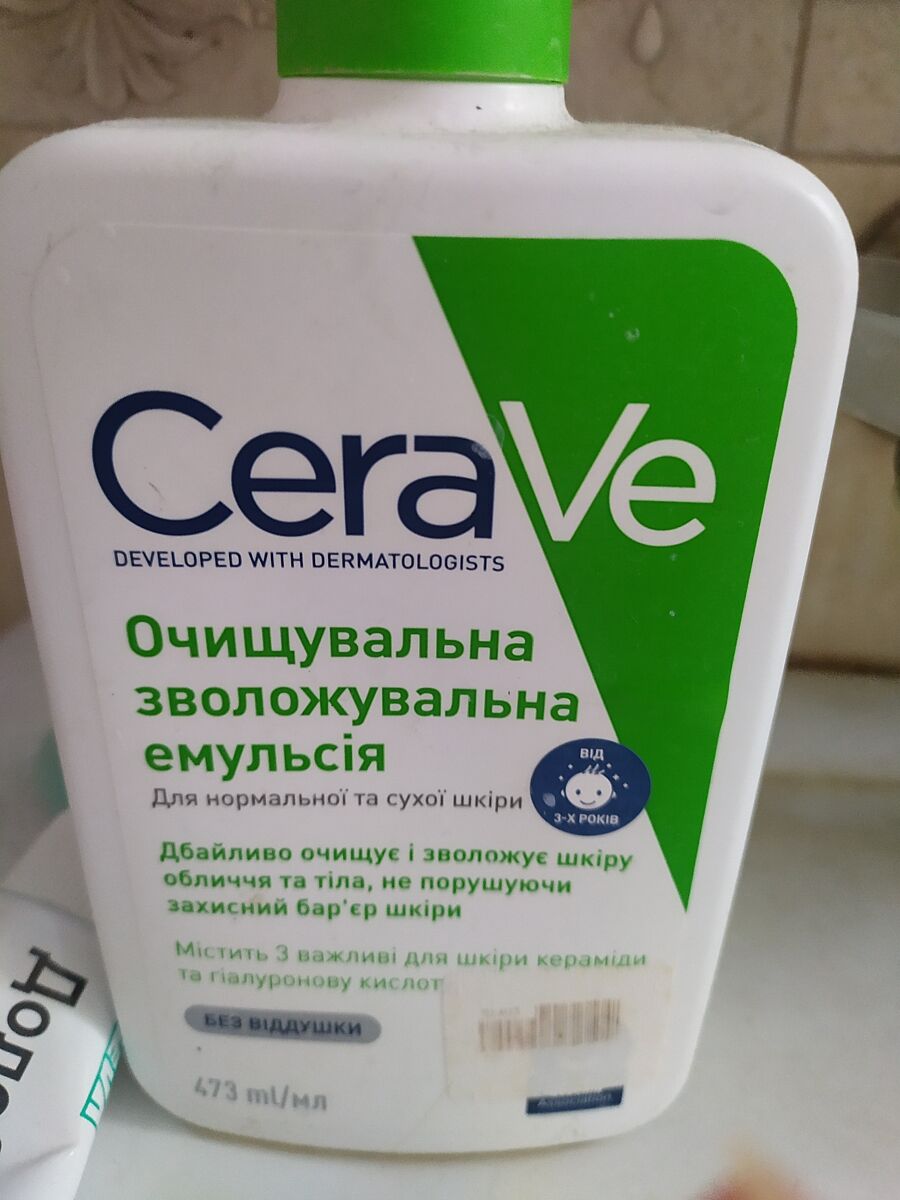 CeraVe
DEVELOPED WITH DERMATOLOGISTS
Очищувальна
зволожувальна
емульсія
Для нормальної та сухої шкіри
ВІД
3-Х РОКІВ
Дбайливо очищує і зволожує шкіру
обличчя та тіла, не порушуючи
захисний бар'єр шкіри
Містить 3 важливі для шкіри кераміди
та гіалуронову кислот
БЕЗ ВІДДУШКИ
473 ml/мл
Association